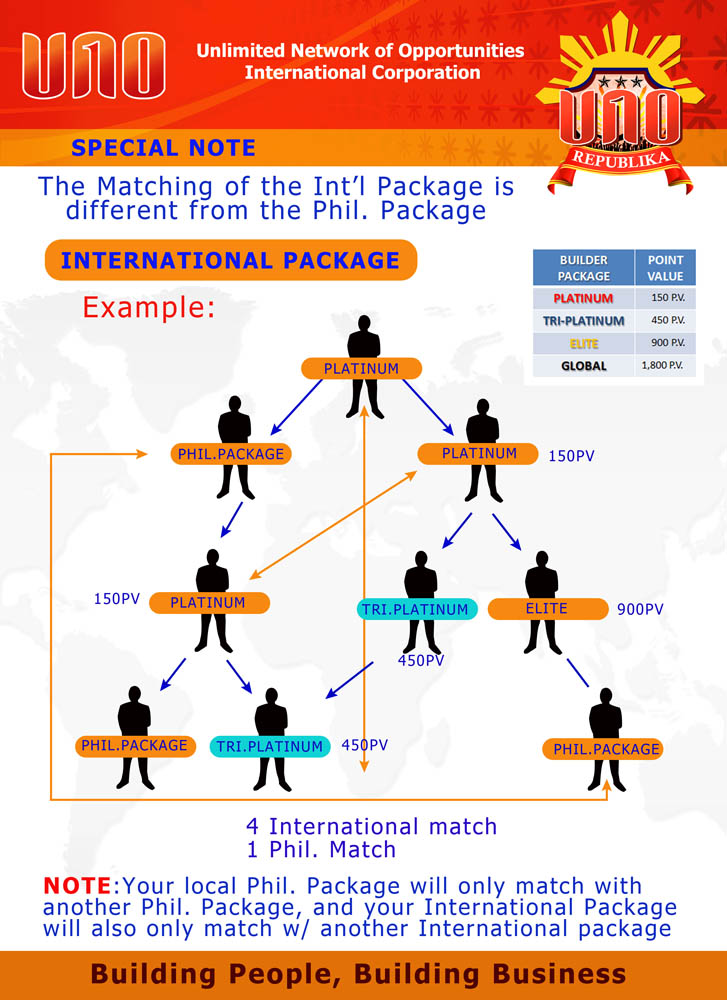 UNO
Unlimited Network of Opportunities
International Corporation
UNO
REPUBLIKA
SPECIAL NOTE
The Matching of the Int'l Package is
different from the Phil. Package
INTERNATIONAL PACKAGE
Example:
BUILDER PACKAGE POINT VALUE
PLATINUM 150 P.V.
TRI-PLATINUM 450 P.V.
ELITE 900 P.V.
GLOBAL 1,800 P.V.
PLATINUM
PHIL.PACKAGE
PLATINUM 150PV
150PV PLATINUM
TRI.PLATINUM
ELITE 900PV
450PV
PHIL.PACKAGE
TRI.PLATINUM 450PV
PHIL.PACKAGE
4 International match
1 Phil. Match
NOTE:Your local Phil. Package will only match with
another Phil. Package, and your International Package
will also only match w/ another International package
Building People, Building Business